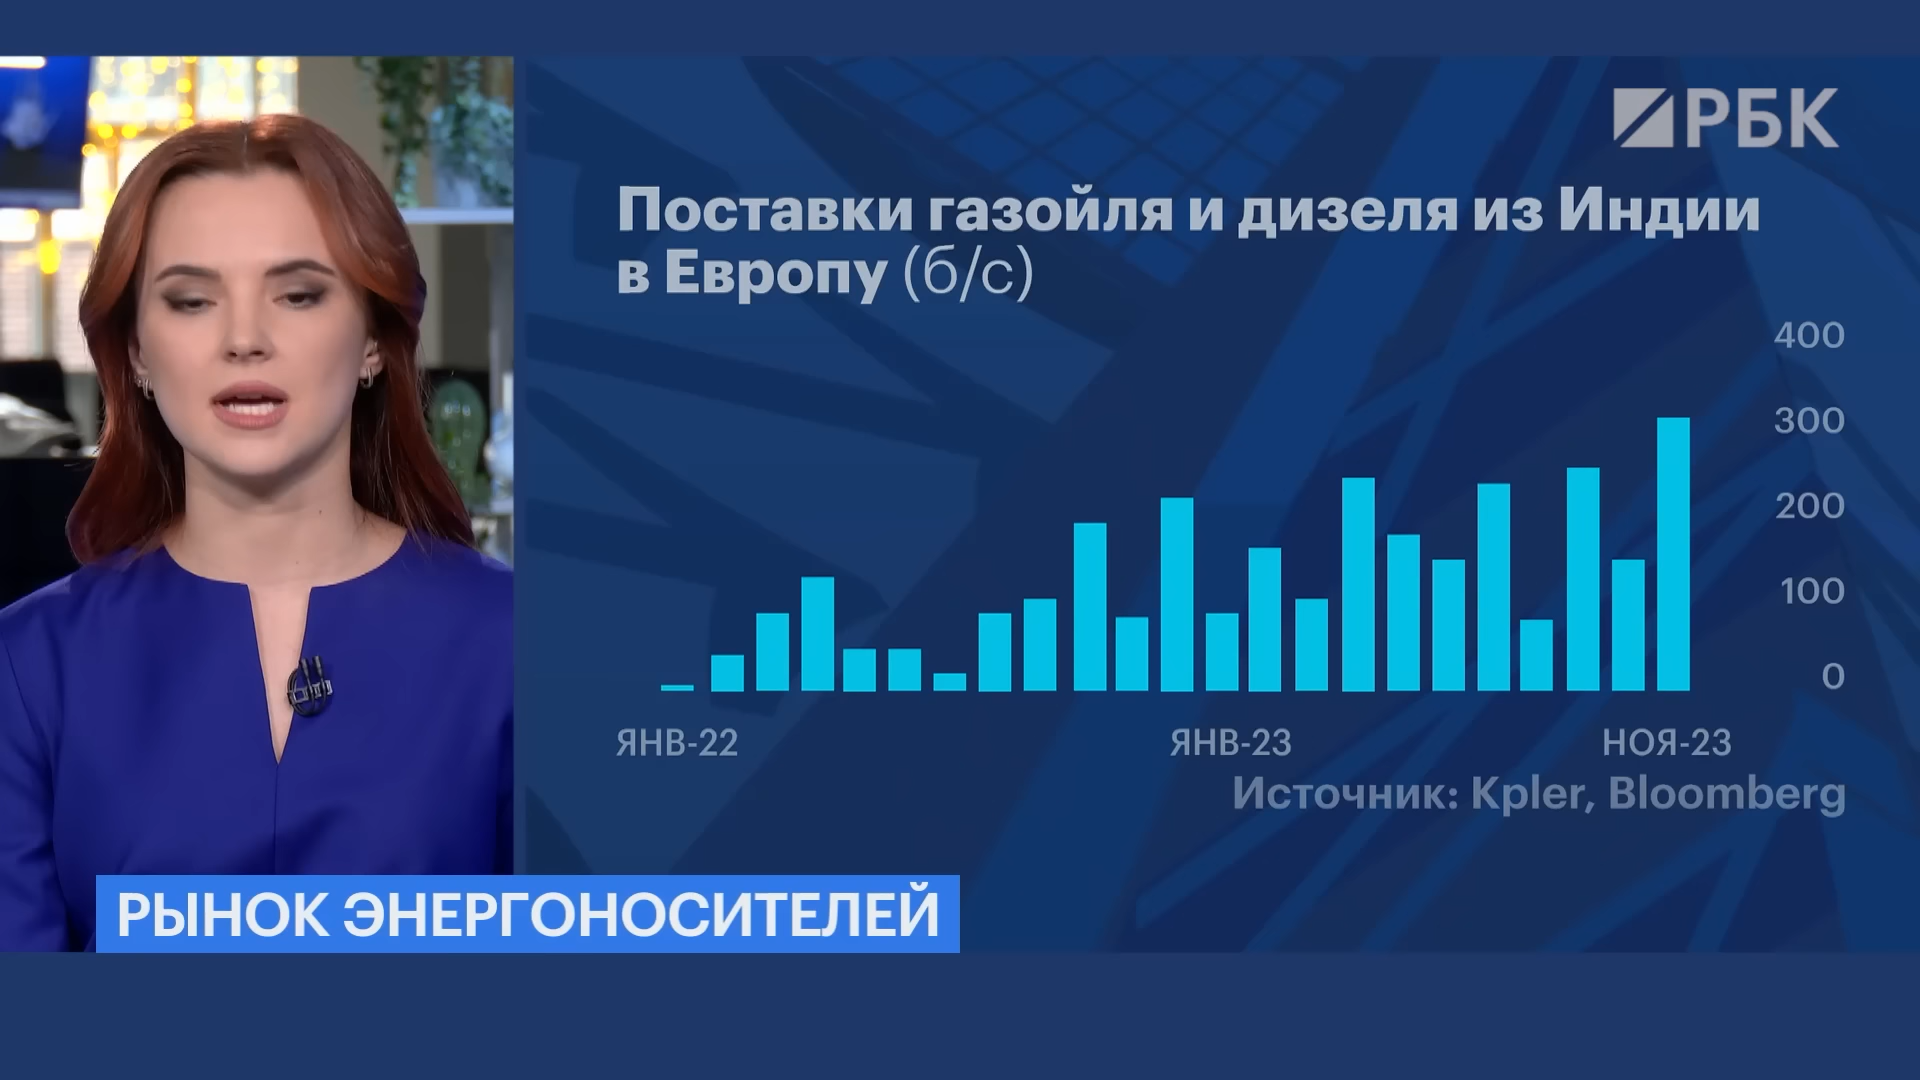 РБК
Поставки газойля и дизеля из Индии
в Европу (б/с)
400
300
200
100
0
ЯНВ-22 ЯНВ-23 НОЯ-23
Источник: Kpler, Bloomberg
РЫНОК ЭНЕРГОНОСИТЕЛЕЙ